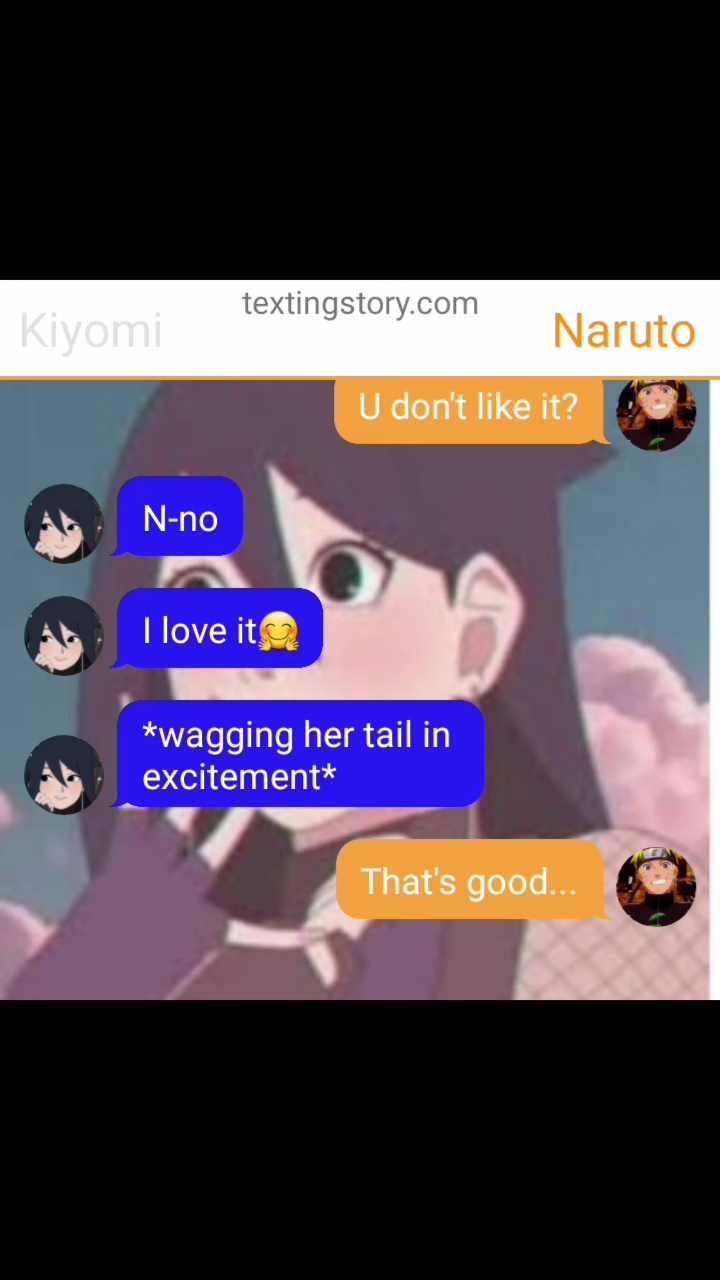 textingstory.com
Kiyomi
Naruto
U don't like it?
N-no
I love it🤗
*wagging her tail in
excitement*
That's good...